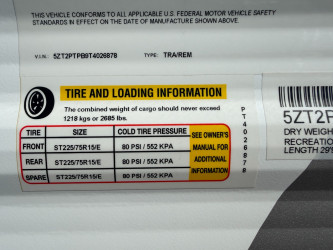 THIS VEHICLE CONFORMS TO ALL APPLICABLE U.S. FEDERAL MOTOR VEHICLE SAFETY
STANDARDS IN EFFECT ON THE DATE OF MANUFACTURE SHOWN ABOVE.
V.I.N.: 5ZT2PTPB9T4026878 TYPE: TRA/REM
TIRE AND LOADING INFORMATION
The combined weight of cargo should never exceed
1218 kgs or 2685 lbs.
TIRE SIZE COLD TIRE PRESSURE SEE OWNER'S MANUAL FOR ADDITIONAL INFORMATION
FRONT ST225/75R15/E 80 PSI / 552 KPA
REAR ST225/75R15/E 80 PSI / 552 KPA
SPARE ST225/75R15/E 80 PSI / 552 KPA
PT4026878
5ZT2P
DRY WEIGH
RECREATIO
LENGTH 29'